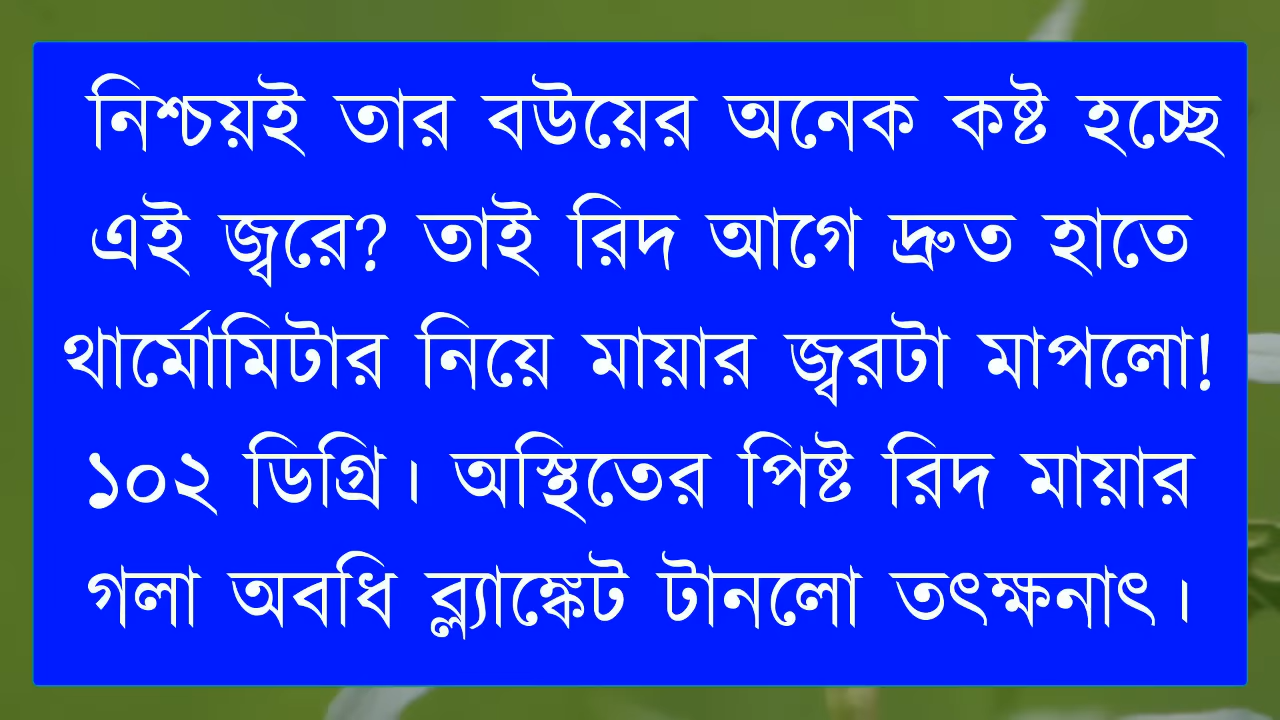 নিশ্চয়ই তার বউয়ের অনেক কষ্ট হচ্ছে
এই জ্বরে? তাই রিদ আগে দ্রুত হাতে
থার্মোমিটার নিয়ে মায়ার জ্বরটা মাপলো!
১০২ ডিগ্রি। অস্থিতের পিষ্ট রিদ মায়ার
গলা অবধি ব্ল্যাঙ্কেট টানলো তৎক্ষনাৎ।